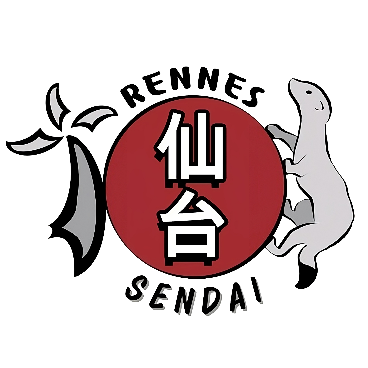 RENNES
仙
台
SENDAI